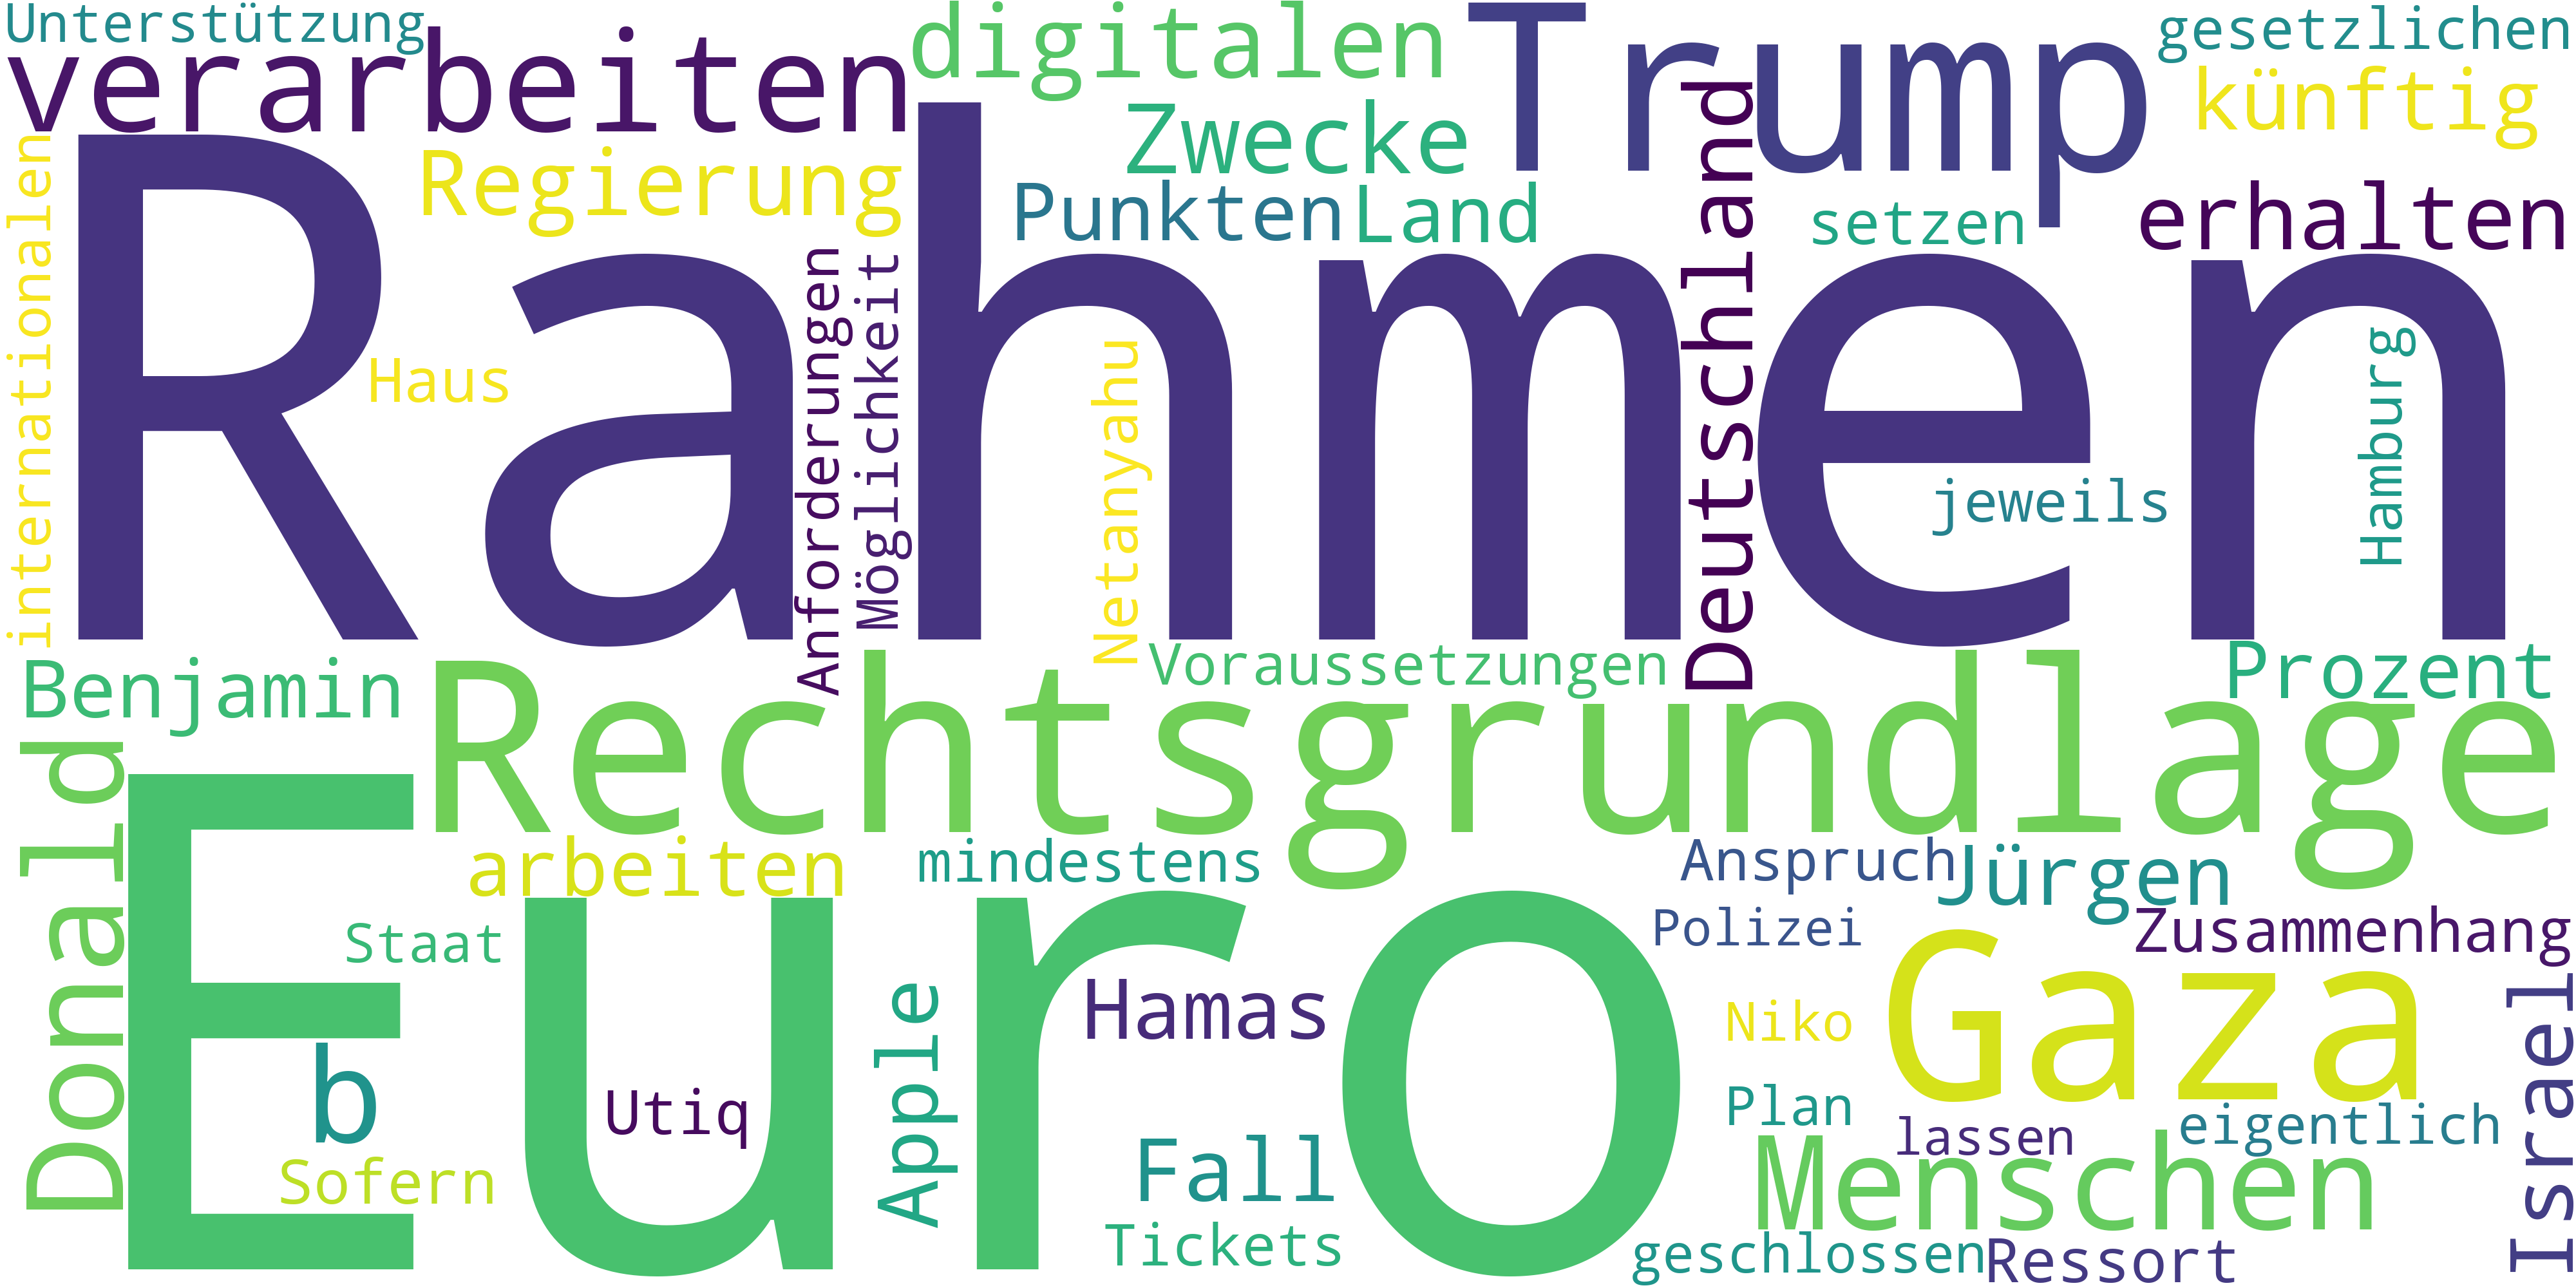 Unterstützung
verarbeiten
digitalen
Trump
gesetzlichen
künftig
Zwecke
Regierung
Punkten
Land
setzen
erhalten
internationalen
Rahmen
Haus
Anforderungen
Möglichkeit
Netanyahu
Deutschland
jeweils
Hamburg
Benjamin
Rechtsgrundlage
Voraussetzungen
Prozent
Donald
Euro
arbeiten
mindestens
Anspruch
Jürgen
Staat
Polizei
Zusammenhang
Apple
Hamas
Niko
Gaza
Israel
b
Utiq
Plan
lassen
eigentlich
Sofern
Fall
Menschen
Tickets
geschlossen
Ressort